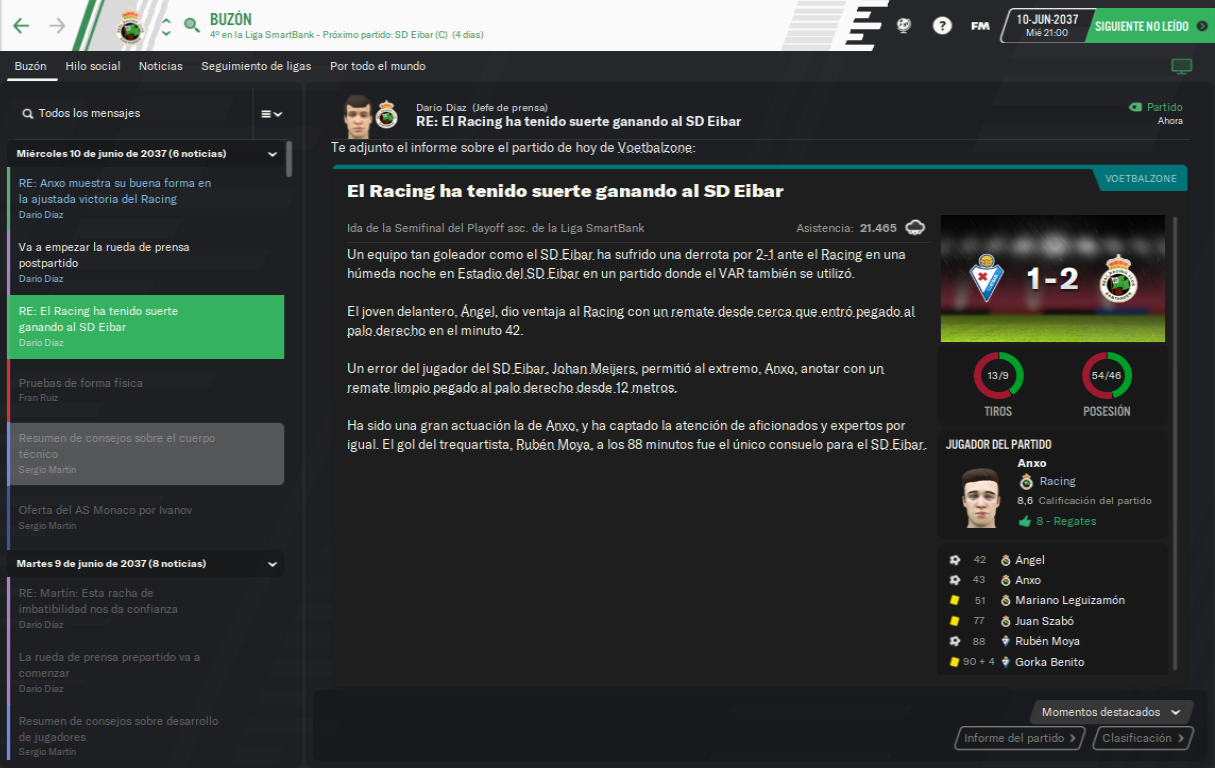 BUZÓN
4º en la Liga SmartBank - Próximo partido: SD Eibar (C) (4 días)
?
FM
10-JUN-2037
Mié 21:00
SIGUIENTE NO LEÍDO
Buzón Hilo social Noticias Seguimiento de ligas Por todo el mundo
Todos los mensajes
Miércoles 10 de junio de 2037 (6 noticias)
RE: Anxo muestra su buena forma en
la ajustada victoria del Racing
Darío Díaz
Va a empezar la rueda de prensa
postpartido
Darío Díaz
RE: El Racing ha tenido suerte
ganando al SD Eibar
Darío Díaz
Pruebas de forma física
Fran Ruiz
Resumen de consejos sobre el cuerpo
técnico
Sergio Martín
Oferta del AS Monaco por Ivanov
Sergio Martín
Martes 9 de junio de 2037 (8 noticias)
RE: Martín: Esta racha de
imbatibilidad nos da confianza
Darío Díaz
La rueda de prensa prepartido va a
comenzar
Darío Díaz
Resumen de consejos sobre desarrollo
de jugadores
Sergio Martín
Darío Díaz (Jefe de prensa)
RE: El Racing ha tenido suerte ganando al SD Eibar
Partido
Ahora
Te adjunto el informe sobre el partido de hoy de Voetbalzone:
VOETBALZONE
El Racing ha tenido suerte ganando al SD Eibar
Ida de la Semifinal del Playoff asc. de la Liga SmartBank
Asistencia: 21.465
Un equipo tan goleador como el SD Eibar ha sufrido una derrota por 2-1 ante el Racing en una
húmeda noche en Estadio del SD Eibar en un partido donde el VAR también se utilizó.
El joven delantero, Ángel, dio ventaja al Racing con un remate desde cerca que entró pegado al
palo derecho en el minuto 42.
Un error del jugador del SD Eibar, Johan Meijers, permitió al extremo, Anxo, anotar con un
remate limpio pegado al palo derecho desde 12 metros.
Ha sido una gran actuación la de Anxo, y ha captado la atención de aficionados y expertos por
igual. El gol del trequartista, Rubén Moya, a los 88 minutos fue el único consuelo para el SD Eibar.
1-2
13/9
54/46
TIROS
POSESIÓN
JUGADOR DEL PARTIDO
Anxo
Racing
8,6 Calificación del partido
8 - Regates
42 Ángel
43 Anxo
51 Mariano Leguizamón
77 Juan Szabó
88 Rubén Moya
90 + 4 Gorka Benito
Momentos destacados
Informe del partido
Clasificación